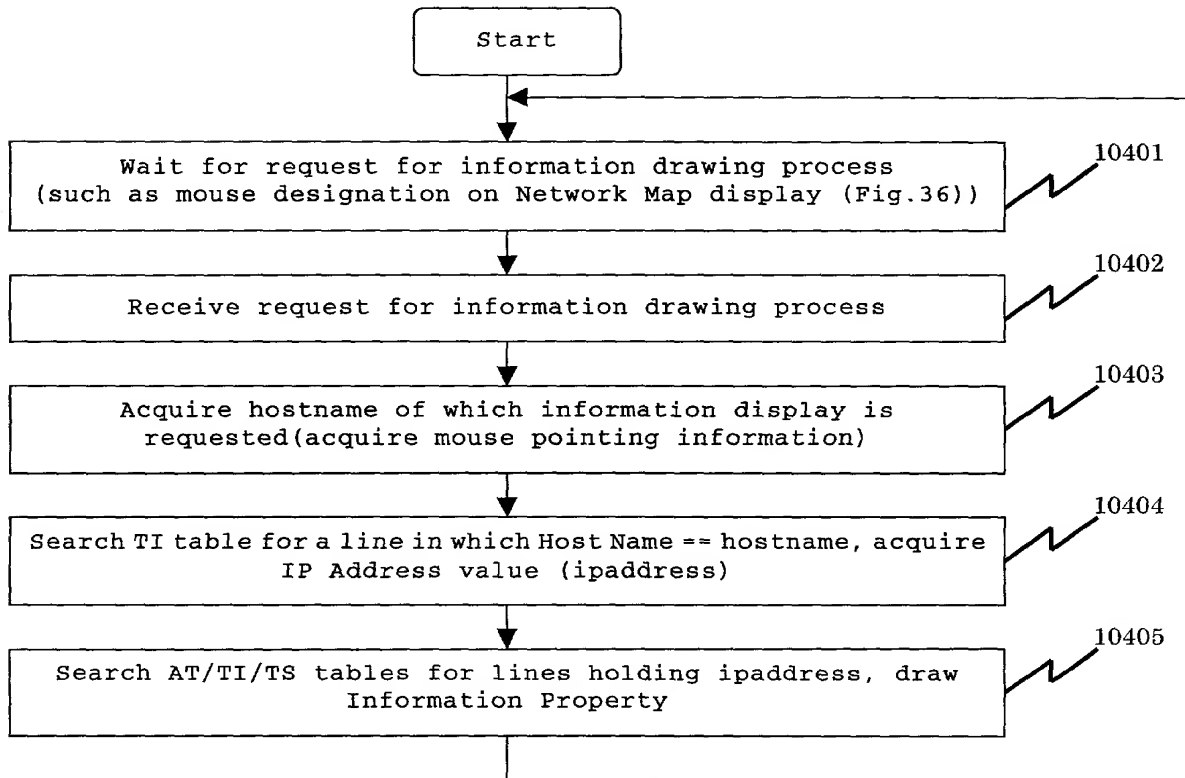 Start
Wait for request for information drawing process
(such as mouse designation on Network Map display (Fig.36))
10401
Receive request for information drawing process
10402
Acquire hostname of which information display is
requested(acquire mouse pointing information)
10403
Search TI table for a line in which Host Name == hostname, acquire
IP Address value (ipaddress)
10404
Search AT/TI/TS tables for lines holding ipaddress, draw
Information Property
10405